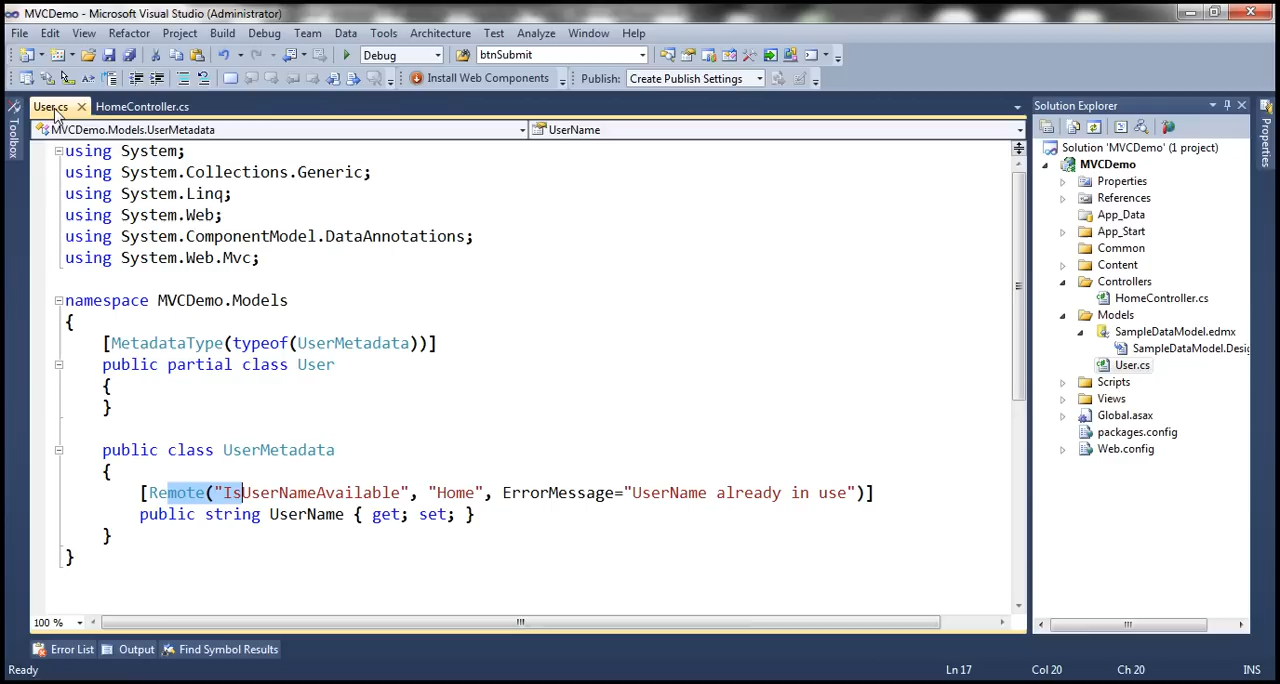 MVCDemo - Microsoft Visual Studio (Administrator)
File Edit View Refactor Project Build Debug Team Data Tools Architecture Test Analyze Window Help
Debug btnSubmit
Install Web Components Publish: Create Publish Settings
User.cs HomeController.cs
Toolbox
MVCDemo.Models.UserMetadata UserName
using System;
using System.Collections.Generic;
using System.Linq;
using System.Web;
using System.ComponentModel.DataAnnotations;
using System.Web.Mvc;
namespace MVCDemo.Models
{
[MetadataType(typeof(UserMetadata))]
public partial class User
{
}
public class UserMetadata
{
[Remote("IsUserNameAvailable", "Home", ErrorMessage="UserName already in use")]
public string UserName { get; set; }
}
}
100 %
Solution Explorer
Solution 'MVCDemo' (1 project)
MVCDemo
Properties
References
App_Data
App_Start
Common
Content
Controllers
HomeController.cs
Models
SampleDataModel.edmx
SampleDataModel.Desig
User.cs
Scripts
Views
Global.asax
packages.config
Web.config
Properties
Error List Output Find Symbol Results
Ready Ln 17 Col 20 Ch 20 INS